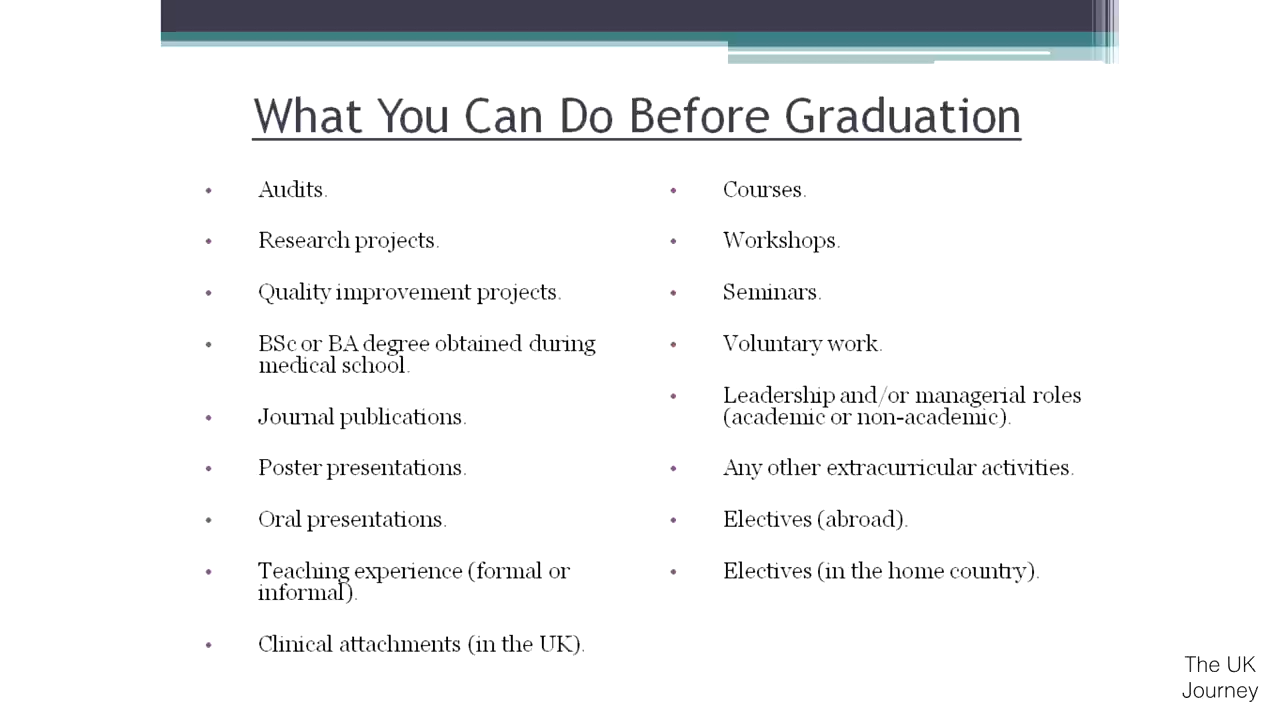 What You Can Do Before Graduation
• Audits.
• Research projects.
• Quality improvement projects.
• BSc or BA degree obtained during
medical school.
• Journal publications.
• Poster presentations.
• Oral presentations.
• Teaching experience (formal or
informal).
• Clinical attachments (in the UK).
• Courses.
• Workshops.
• Seminars.
• Voluntary work.
• Leadership and/or managerial roles
(academic or non-academic).
• Any other extracurricular activities.
• Electives (abroad).
• Electives (in the home country).
The UK
Journey